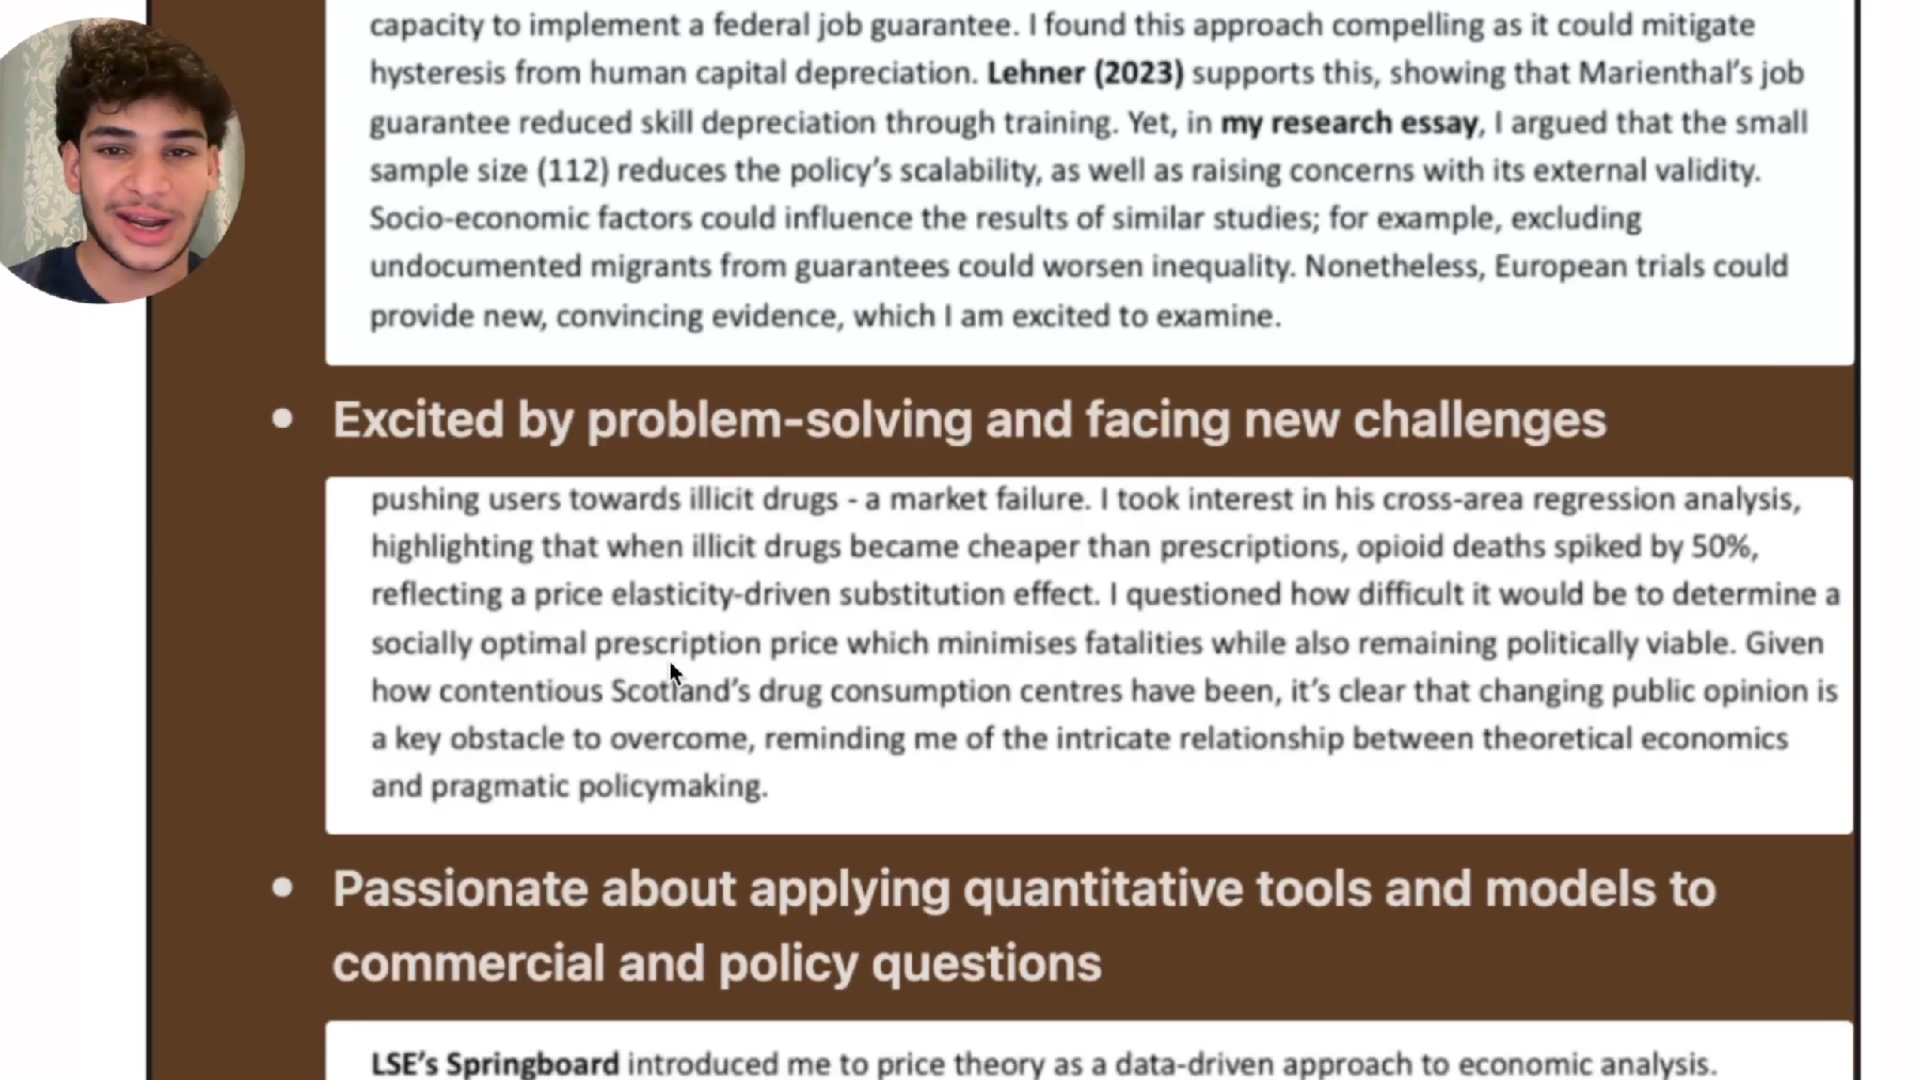 capacity to implement a federal job guarantee. I found this approach compelling as it could mitigate
hysteresis from human capital depreciation. Lehner (2023) supports this, showing that Marienthal's job
guarantee reduced skill depreciation through training. Yet, in my research essay, I argued that the small
sample size (112) reduces the policy's scalability, as well as raising concerns with its external validity.
Socio-economic factors could influence the results of similar studies; for example, excluding
undocumented migrants from guarantees could worsen inequality. Nonetheless, European trials could
provide new, convincing evidence, which I am excited to examine.
• Excited by problem-solving and facing new challenges
pushing users towards illicit drugs - a market failure. I took interest in his cross-area regression analysis,
highlighting that when illicit drugs became cheaper than prescriptions, opioid deaths spiked by 50%,
reflecting a price elasticity-driven substitution effect. I questioned how difficult it would be to determine a
socially optimal prescription price which minimises fatalities while also remaining politically viable. Given
how contentious Scotland's drug consumption centres have been, it's clear that changing public opinion is
a key obstacle to overcome, reminding me of the intricate relationship between theoretical economics
and pragmatic policymaking.
• Passionate about applying quantitative tools and models to
commercial and policy questions
LSE's Springboard introduced me to price theory as a data-driven approach to economic analysis.